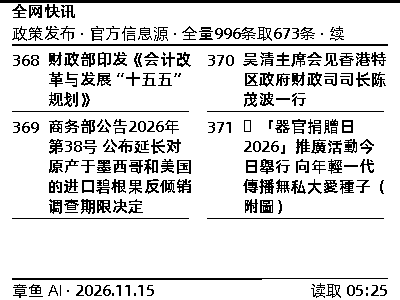 全网快讯
政策发布 · 官方信息源 · 全量996条取673条 · 续
368 财政部印发《会计改
革与发展“十五五”
规划》
370 吴清主席会见香港特
区政府财政司司长陈
茂波一行
369 商务部公告2026年
第38号 公布延长对
原产于墨西哥和美国
的进口碧根果反倾销
调查期限决定
371 「器官捐贈日
2026」推廣活動今
日舉行 向年輕一代
傳播無私大愛種子（
附圖）
章鱼 AI · 2026.11.15
读取 05:25